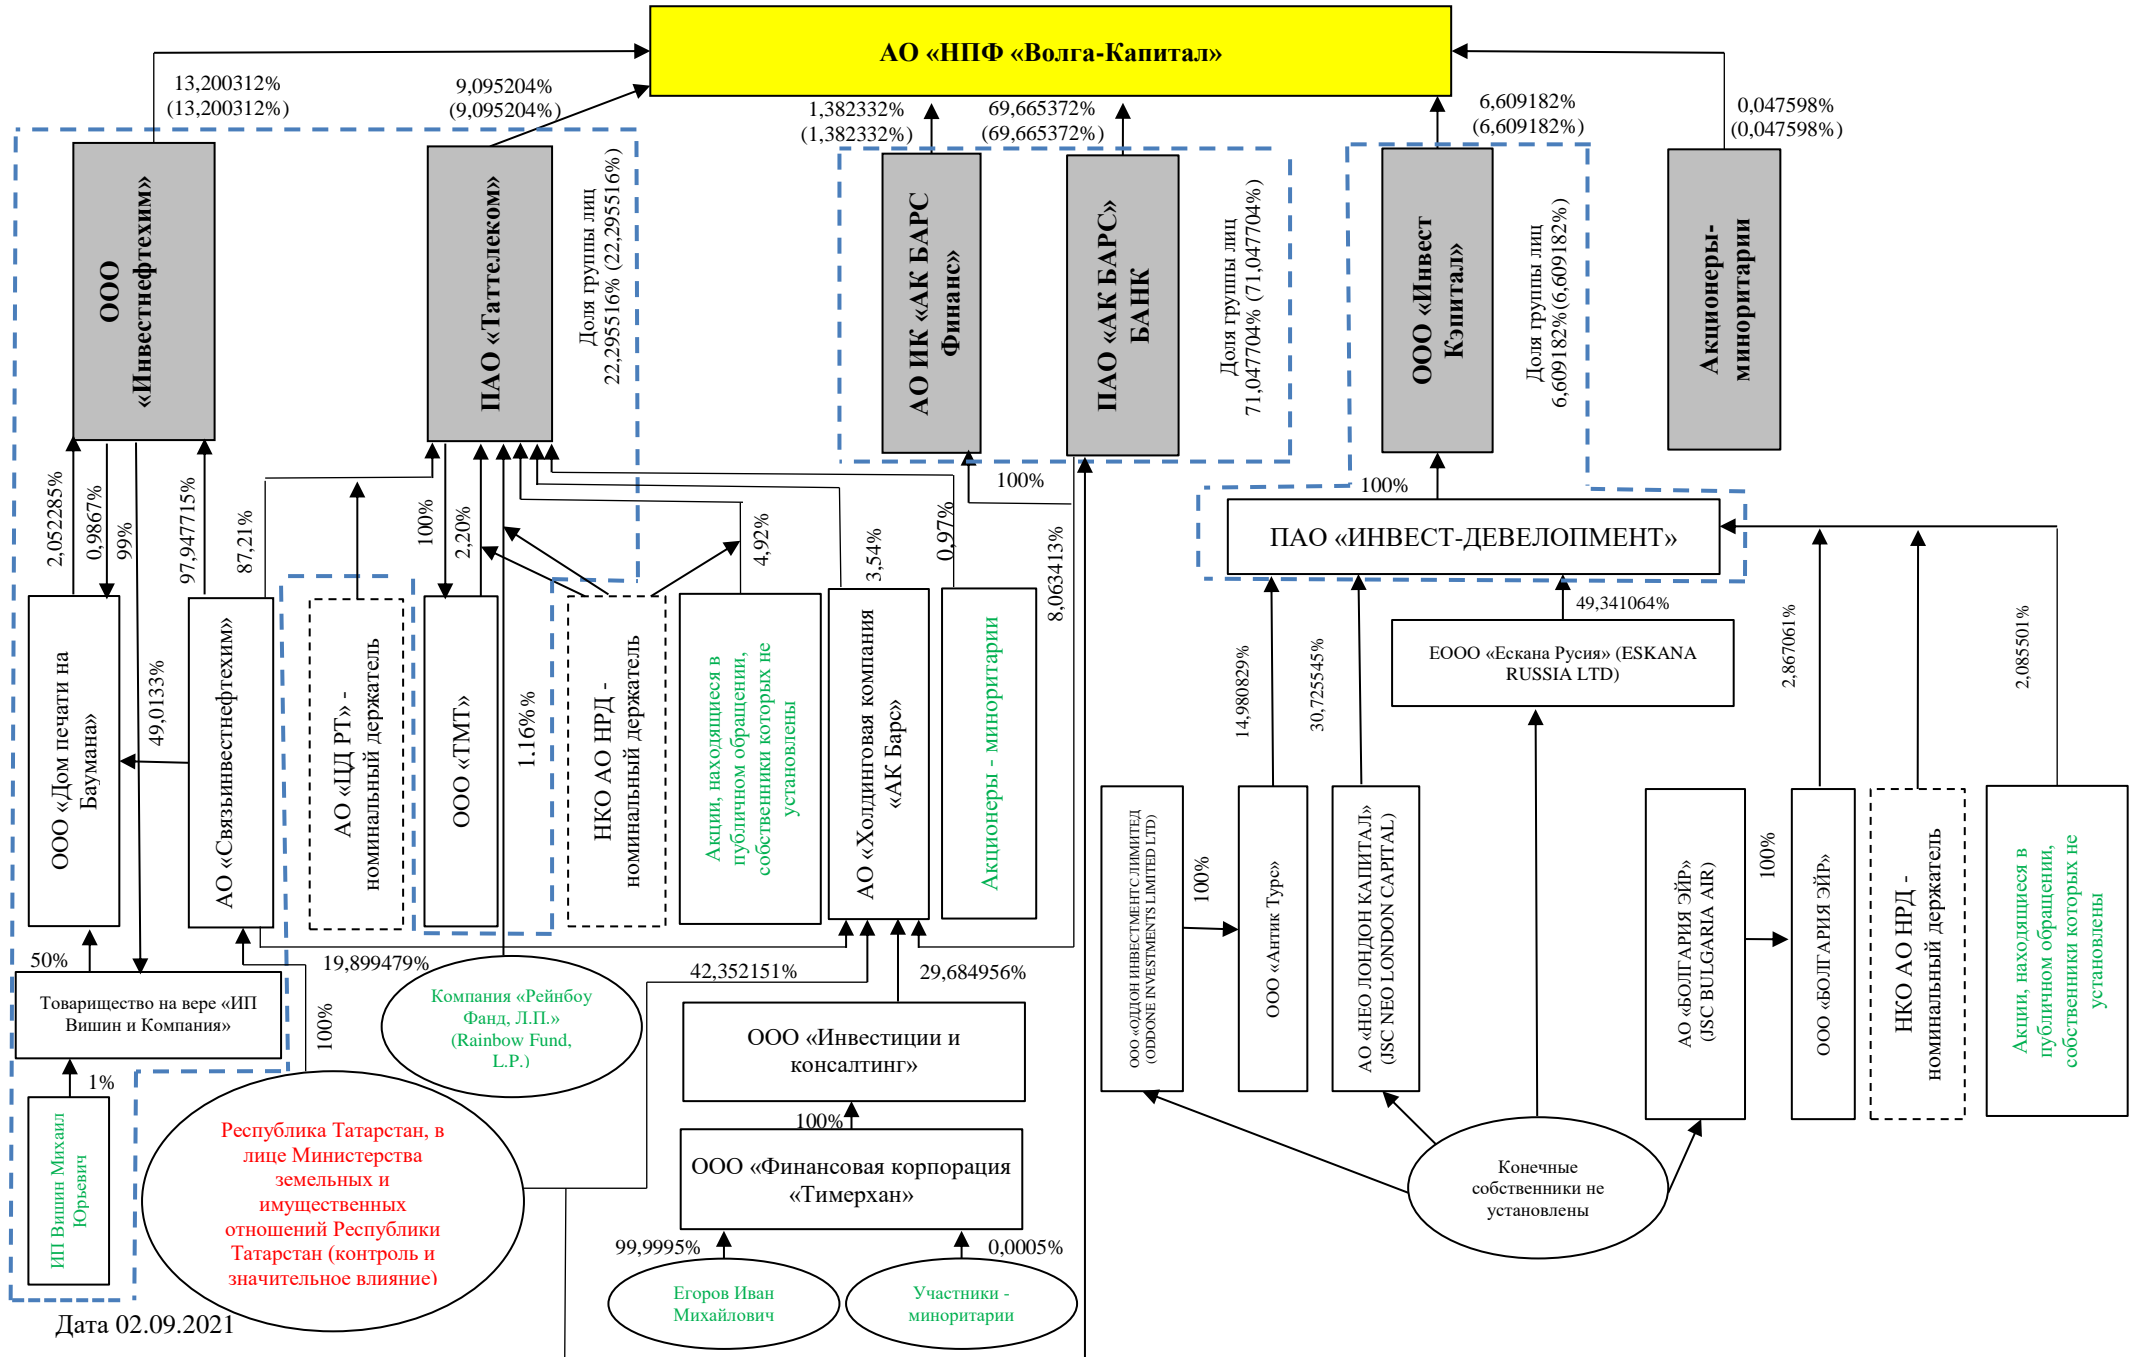 АО «НПФ «Волга-Капитал»
13,200312%
(13,200312%)
9,095204%
(9,095204%)
1,382332%
(1,382332%)
69,665372%
(69,665372%)
6,609182%
(6,609182%)
0,047598%
(0,047598%)
ООО
«Инвестнефтехим»
ПАО «Таттелеком»
Доля группы лиц
22,295516% (22,295516%)
АО ИК «АК БАРС
Финанс»
ПАО «АК БАРС»
БАНК
Доля группы лиц
71,047704% (71,047704%)
ООО «Инвест
Кэпитал»
Доля группы лиц
6,609182%(6,609182%)
Акционеры-
миноритарии
2,052285%
0,9867%
99%
97,947715%
87,21%
100%
2,20%
4,92%
3,54%
0,97%
100%
8,063413%
100%
ПАО «ИНВЕСТ-ДЕВЕЛОПМЕНТ»
49,341064%
ЕООО «Ескана Русия» (ESKANA
RUSSIA LTD)
14,980829%
30,725545%
2,867061%
2,085501%
ООО «Дом печати на
Баумана»
49,0133%
АО «Связьинвестнефтехим»
АО «ЦД РТ» -
номинальный держатель
ООО «ТМТ»
1.16%%
НКО АО НРД -
номинальный держатель
Акции, находящиеся в
публичном обращении,
собственники которых не
установлены
АО «Холдинговая компания
«АК Барс»
Акционеры - миноритарии
ООО «ОДДОН ИНВЕСТМЕНТС ЛИМИТЕД
(ODDONE INVESTMENTS LIMITED LTD)
100%
ООО «Антик Турс»
АО «НЕО ЛОНДОН КАПИТАЛ»
(JSC NEO LONDON CAPITAL)
АО «БОЛГАРИЯ ЭЙР»
(JSC BULGARIA AIR)
100%
ООО «БОЛГАРИЯ ЭЙР»
НКО АО НРД -
номинальный держатель
Акции, находящиеся в
публичном обращении,
собственники которых не
установлены
50%
19,899479%
42,352151%
29,684956%
Товарищество на вере «ИП
Вишин и Компания»
100%
Компания «Рейнбоу
Фанд, Л.П.»
(Rainbow Fund,
L.P.)
ООО «Инвестиции и
консалтинг»
1%
100%
ИП Вишин Михаил
Юрьевич
Республика Татарстан, в
лице Министерства
земельных и
имущественных
отношений Республики
Татарстан (контроль и
значительное влияние)
ООО «Финансовая корпорация
«Тимерхан»
Конечные
собственники не
установлены
99,9995%
0,0005%
Егоров Иван
Михайлович
Участники -
миноритарии
Дата 02.09.2021